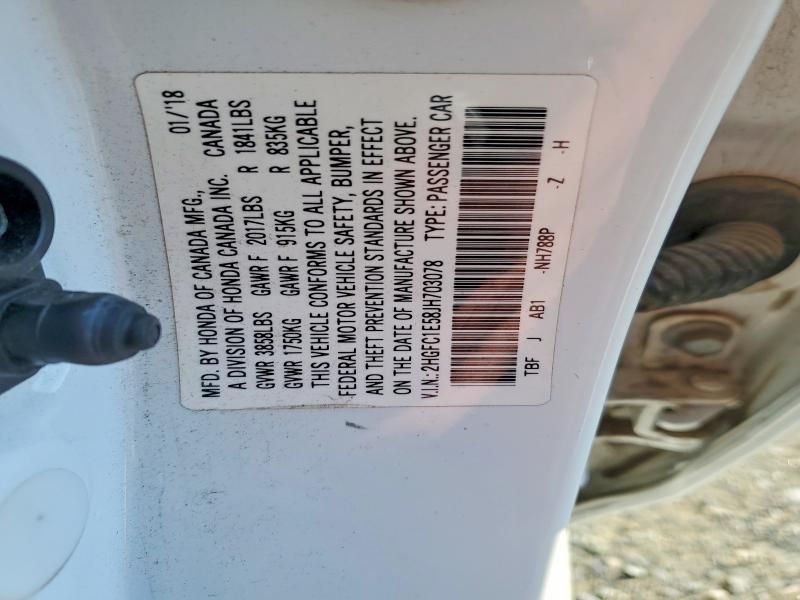 MFD. BY HONDA OF CANADA MFG., 01/'18
A DIVISION OF HONDA CANADA INC. CANADA
GVWR 3858LBS GAWR F 2017LBS R 1841LBS
GVWR 1750KG GAWR F 915KG R 835KG
THIS VEHICLE CONFORMS TO ALL APPLICABLE
FEDERAL MOTOR VEHICLE SAFETY, BUMPER,
AND THEFT PREVENTION STANDARDS IN EFFECT
ON THE DATE OF MANUFACTURE SHOWN ABOVE.
V.I.N.: 2HGFC1E58JH703078 TYPE: PASSENGER CAR
TBF J AB1 -NH788P -Z -H